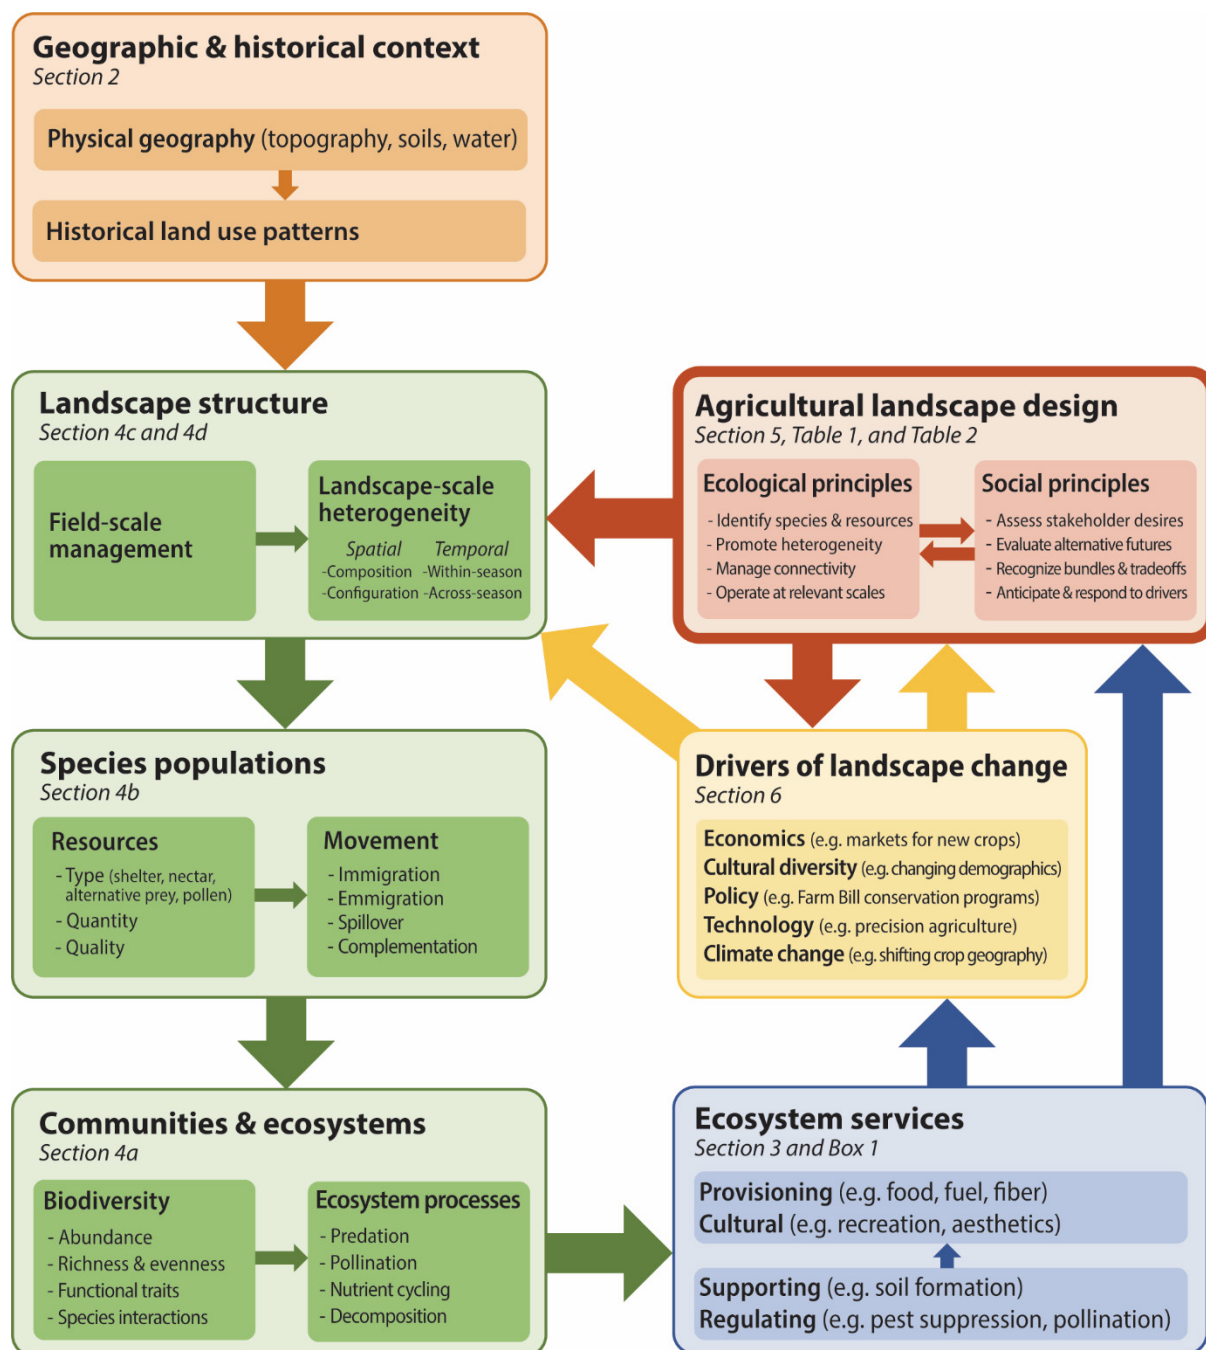 Geographic & historical context
Section 2
Physical geography (topography, soils, water)
Historical land use patterns
Landscape structure
Section 4c and 4d
Field-scale
management
Landscape-scale
heterogeneity
Spatial Temporal
-Composition -Within-season
-Configuration -Across-season
Agricultural landscape design
Section 5, Table 1, and Table 2
Ecological principles
- Identify species & resources
- Promote heterogeneity
- Manage connectivity
- Operate at relevant scales
Social principles
- Assess stakeholder desires
- Evaluate alternative futures
- Recognize bundles & tradeoffs
- Anticipate & respond to drivers
Species populations
Section 4b
Resources
- Type (shelter, nectar,
alternative prey, pollen)
- Quantity
- Quality
Movement
- Immigration
- Emmigration
- Spillover
- Complementation
Drivers of landscape change
Section 6
Economics (e.g. markets for new crops)
Cultural diversity (e.g. changing demographics)
Policy (e.g. Farm Bill conservation programs)
Technology (e.g. precision agriculture)
Climate change (e.g. shifting crop geography)
Communities & ecosystems
Section 4a
Biodiversity
- Abundance
- Richness & evenness
- Functional traits
- Species interactions
Ecosystem processes
- Predation
- Pollination
- Nutrient cycling
- Decomposition
Ecosystem services
Section 3 and Box 1
Provisioning (e.g. food, fuel, fiber)
Cultural (e.g. recreation, aesthetics)
Supporting (e.g. soil formation)
Regulating (e.g. pest suppression, pollination)